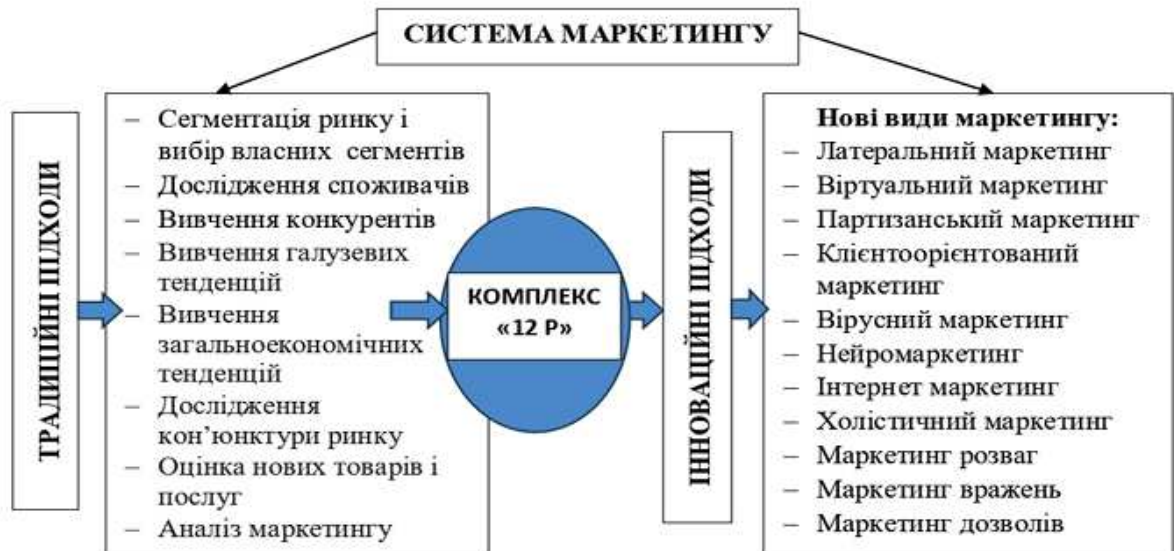 СИСТЕМА МАРКЕТИНГУ
ТРАДИЦІЙНІ ПІДХОДИ
– Сегментація ринку і
вибір власних сегментів
– Дослідження споживачів
– Вивчення конкурентів
– Вивчення галузевих
тенденцій
– Вивчення
загальноекономічних
тенденцій
– Дослідження
кон’юнктури ринку
– Оцінка нових товарів і
послуг
– Аналіз маркетингу
КОМПЛЕКС
«12 Р»
ІННОВАЦІЙНІ ПІДХОДИ
Нові види маркетингу:
– Латеральний маркетинг
– Віртуальний маркетинг
– Партизанський маркетинг
– Клієнтоорієнтований
маркетинг
– Вірусний маркетинг
– Нейромаркетинг
– Інтернет маркетинг
– Холістичний маркетинг
– Маркетинг розваг
– Маркетинг вражень
– Маркетинг дозволів